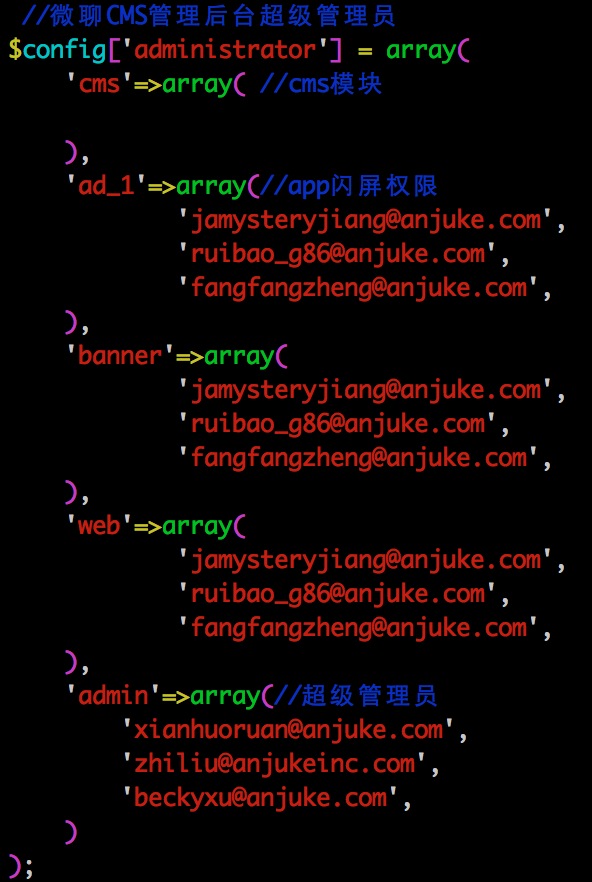 //微聊CMS管理后台超级管理员
$config['administrator'] = array(
    'cms'=>array( //cms模块

    ),
    'ad_1'=>array(//app闪屏权限
            'jamysteryjiang@anjuke.com',
            'ruibao_g86@anjuke.com',
            'fangfangzheng@anjuke.com',
    ),
    'banner'=>array(
            'jamysteryjiang@anjuke.com',
            'ruibao_g86@anjuke.com',
            'fangfangzheng@anjuke.com',
    ),
    'web'=>array(
            'jamysteryjiang@anjuke.com',
            'ruibao_g86@anjuke.com',
            'fangfangzheng@anjuke.com',
    ),
    'admin'=>array(//超级管理员
        'xianhuoruan@anjuke.com',
        'zhiliu@anjukeinc.com',
        'beckyxu@anjuke.com',
    )
);